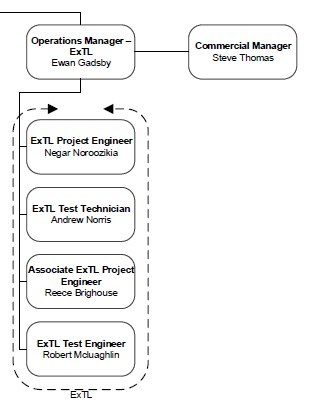 Operations Manager –
ExTL
Ewan Gadsby
Commercial Manager
Steve Thomas
ExTL Project Engineer
Negar Noroozikia
ExTL Test Technician
Andrew Norris
Associate ExTL Project
Engineer
Reece Brighouse
ExTL Test Engineer
Robert Mcluaghlin
ExTL